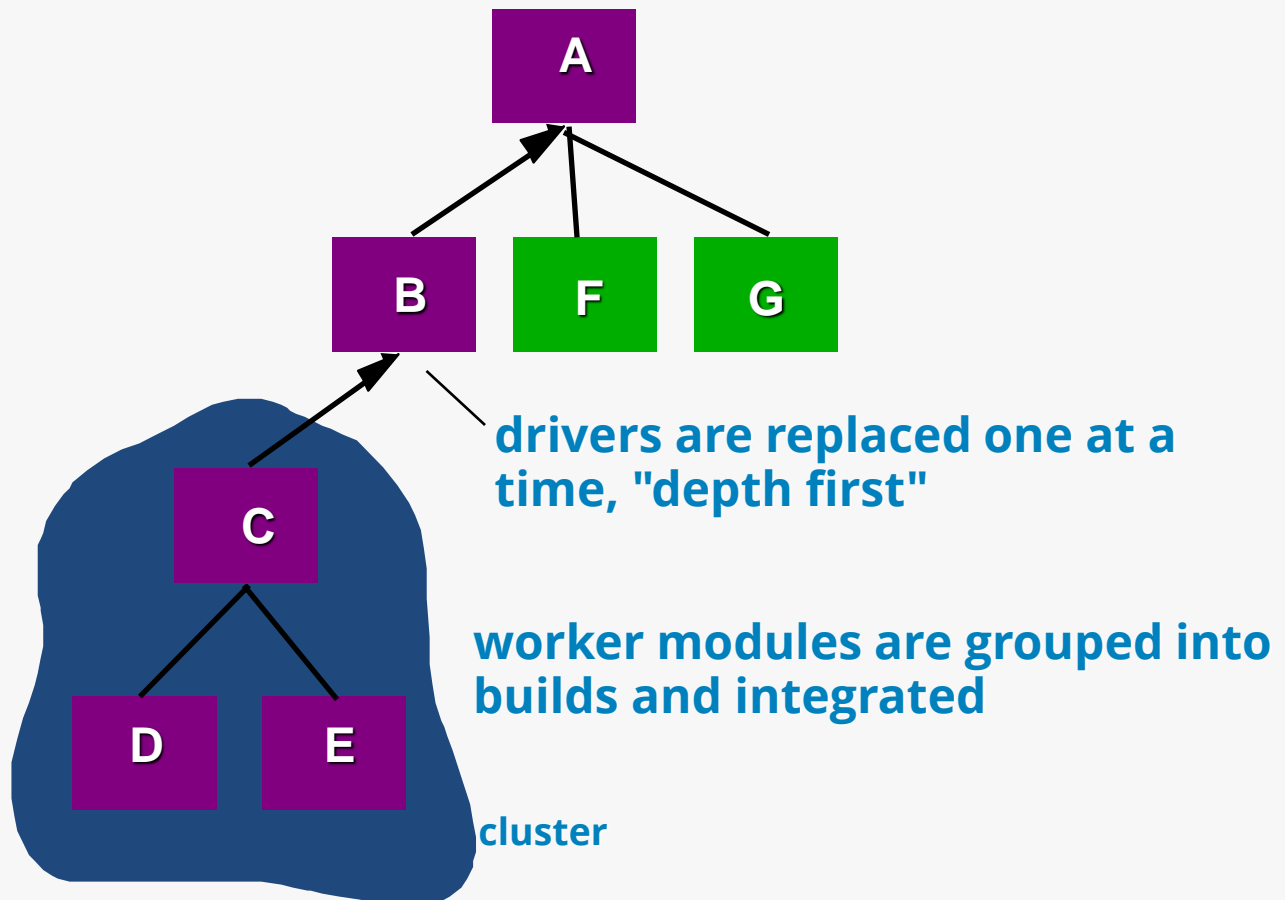 A
B
F
G
drivers are replaced one at a
time, "depth first"
C
worker modules are grouped into
builds and integrated
D
E
cluster